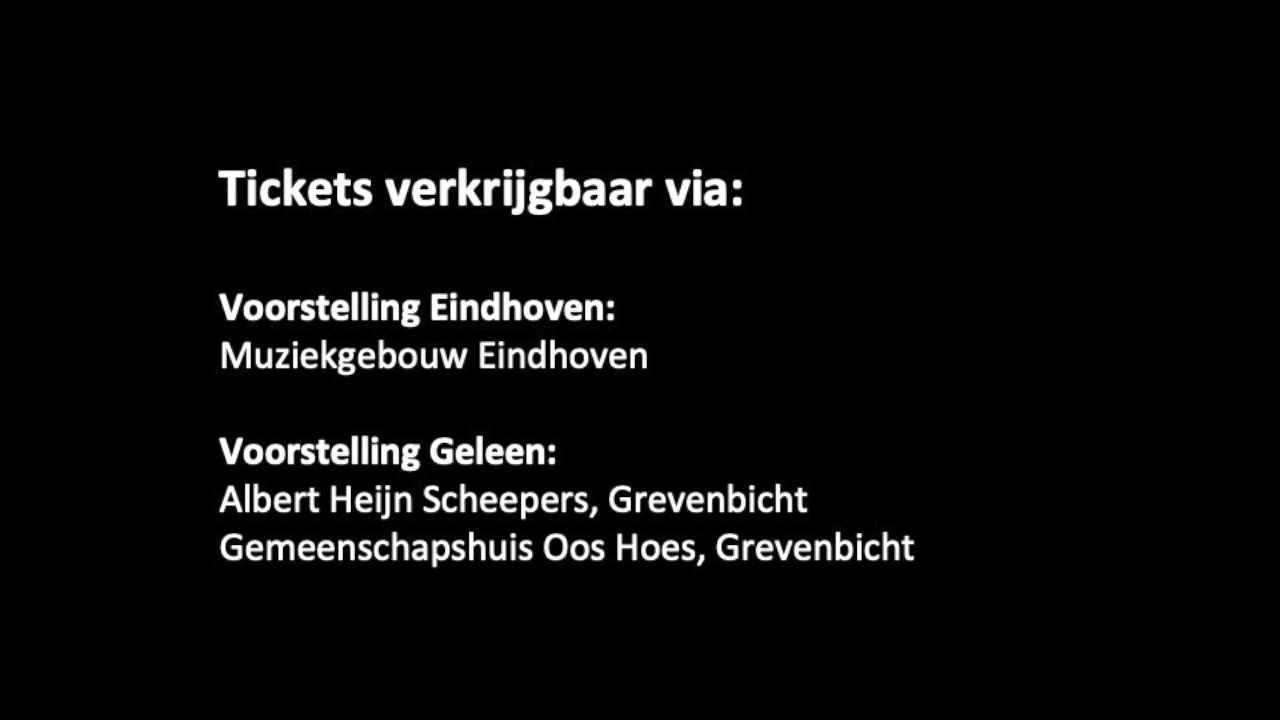 Tickets verkrijgbaar via:
Voorstelling Eindhoven:
Muziekgebouw Eindhoven
Voorstelling Geleen:
Albert Heijn Scheepers, Grevenbicht
Gemeenschapshuis Oos Hoes, Grevenbicht